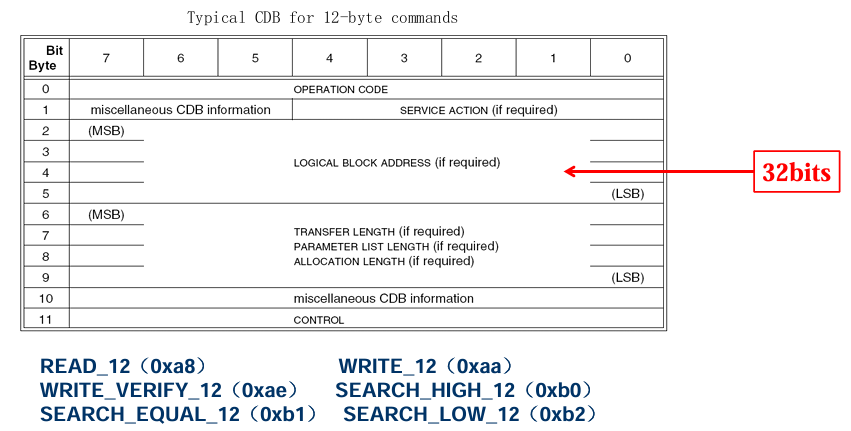 Typical CDB for 12-byte commands
Bit
Byte 7 6 5 4 3 2 1 0
0 OPERATION CODE
1 miscellaneous CDB information SERVICE ACTION (if required)
2 (MSB)
3
LOGICAL BLOCK ADDRESS (if required)
4
5 (LSB)
32bits
6 (MSB)
7 TRANSFER LENGTH (if required)
PARAMETER LIST LENGTH (if required)
8 ALLOCATION LENGTH (if required)
9 (LSB)
10 miscellaneous CDB information
11 CONTROL
READ_12（0xa8） WRITE_12（0xaa）
WRITE_VERIFY_12（0xae） SEARCH_HIGH_12（0xb0）
SEARCH_EQUAL_12（0xb1） SEARCH_LOW_12（0xb2）